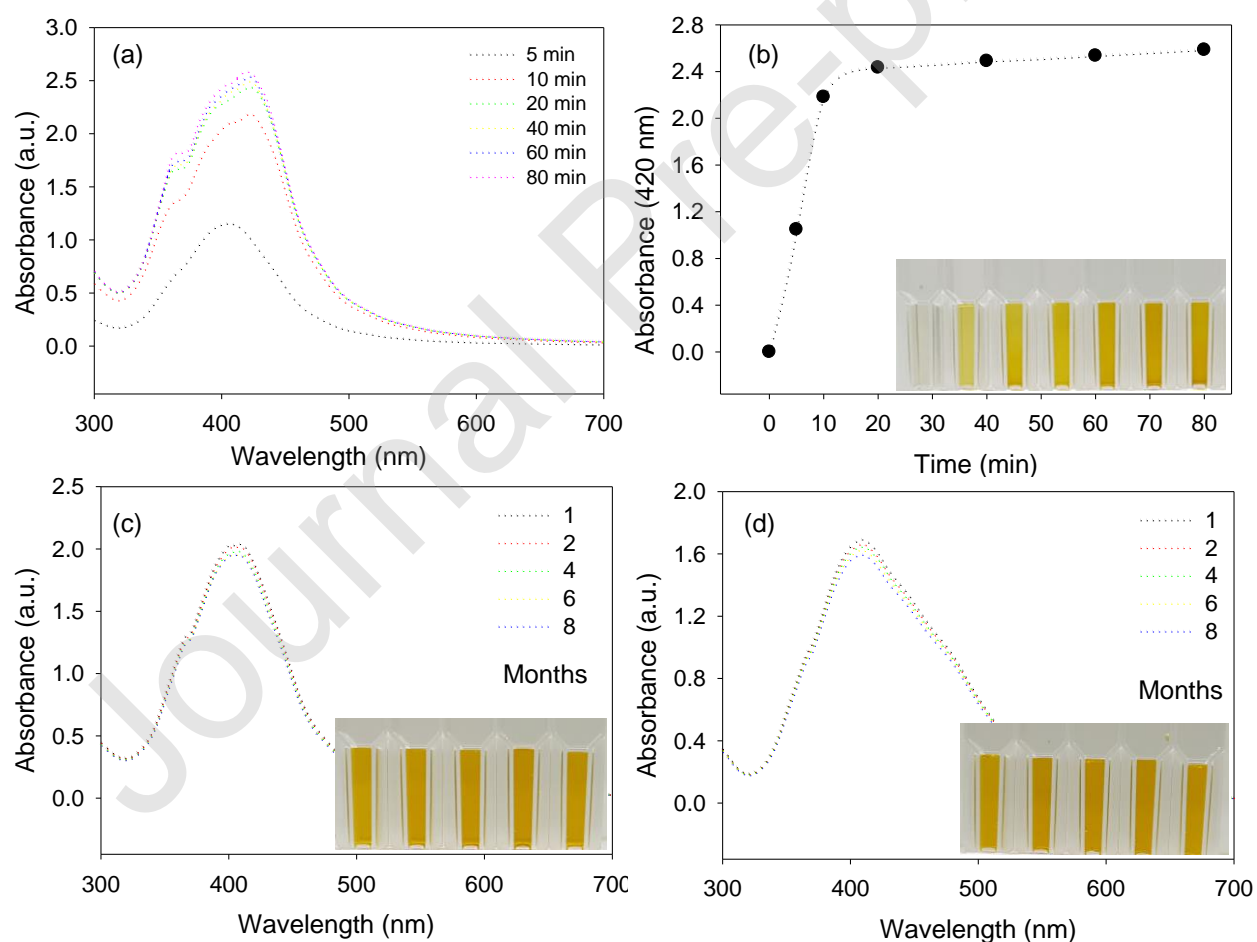 (a)
5 min
10 min
20 min
40 min
60 min
80 min
3.0
2.5
2.0
1.5
1.0
0.5
0.0
Absorbance (a.u.)
300 400 500 600 700
Wavelength (nm)
(b)
2.8
2.4
2.0
1.6
1.2
0.8
0.4
0.0
Absorbance (420 nm)
0 10 20 30 40 50 60 70 80
Time (min)
(c)
1
2
4
6
8
Months
2.5
2.0
1.5
1.0
0.5
0.0
Absorbance (a.u.)
300 400 500 600 700
Wavelength (nm)
(d)
1
2
4
6
8
Months
2.0
1.6
1.2
0.8
0.4
0.0
Absorbance (a.u.)
300 400 500 600 700
Wavelength (nm)
Journal Pre-p